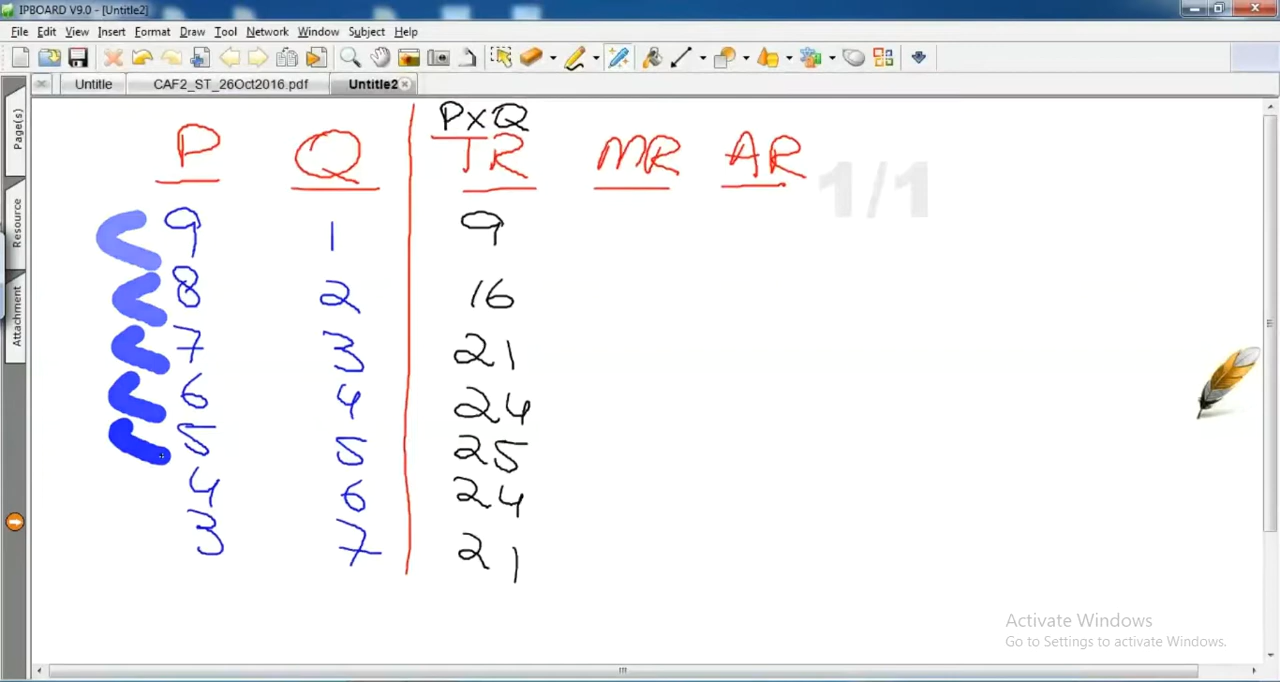 IPBOARD V9.0 - [Untitle2]
File Edit View Insert Format Draw Tool Network Window Subject Help
Untitle CAF2_ST_26Oct2016.pdf Untitle2
Page(s)
Resource
Attachment
PxQ
P Q TR MR AR
1/1
9 1 9
8 2 16
7 3 21
6 4 24
5 5 25
4 6 24
3 7 21
Activate Windows
Go to Settings to activate Windows.